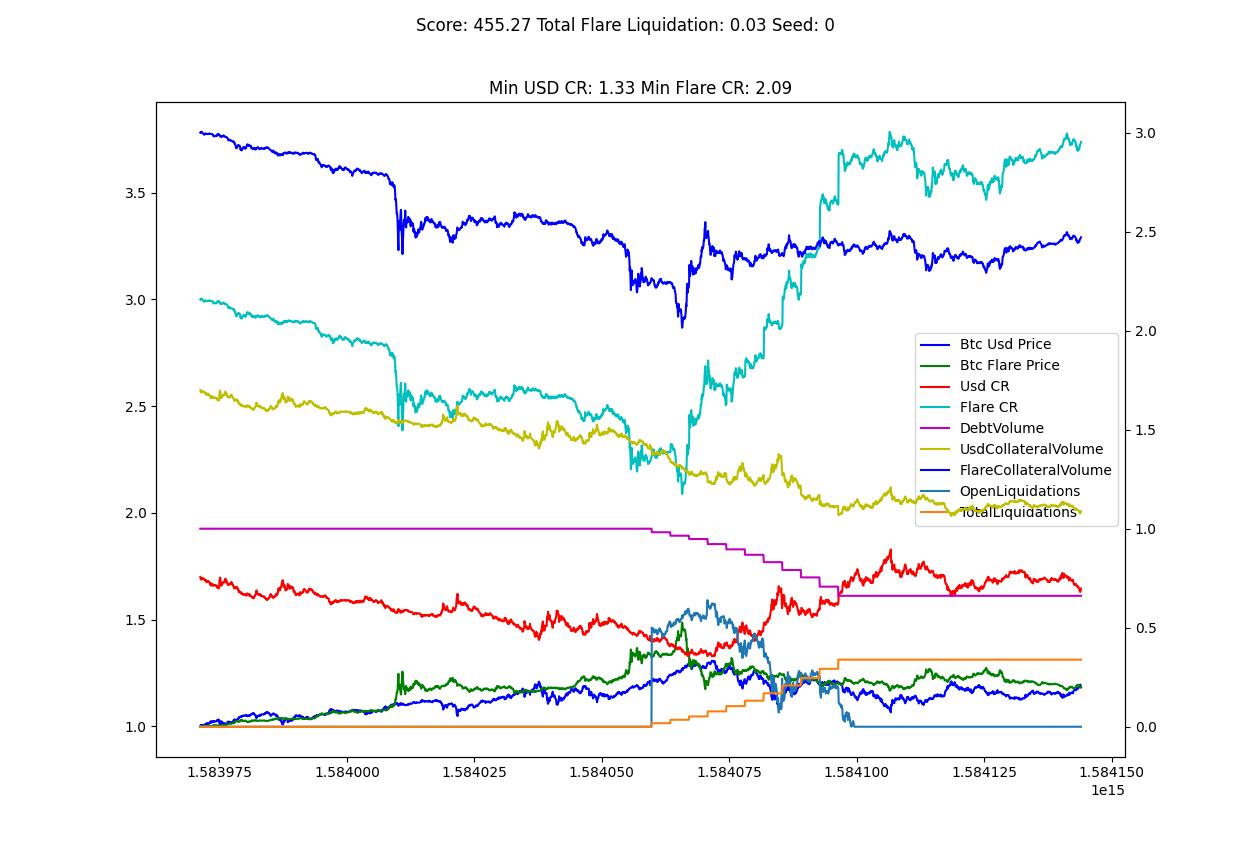 Score: 455.27 Total Flare Liquidation: 0.03 Seed: 0
Min USD CR: 1.33 Min Flare CR: 2.09
3.5
3.0
2.5
2.0
1.5
1.0
3.0
2.5
2.0
1.5
1.0
0.5
0.0
Btc Usd Price
Btc Flare Price
Usd CR
Flare CR
DebtVolume
UsdCollateralVolume
FlareCollateralVolume
OpenLiquidations
TotalLiquidations
1.583975
1.584000
1.584025
1.584050
1.584075
1.584100
1.584125
1.584150
1e15